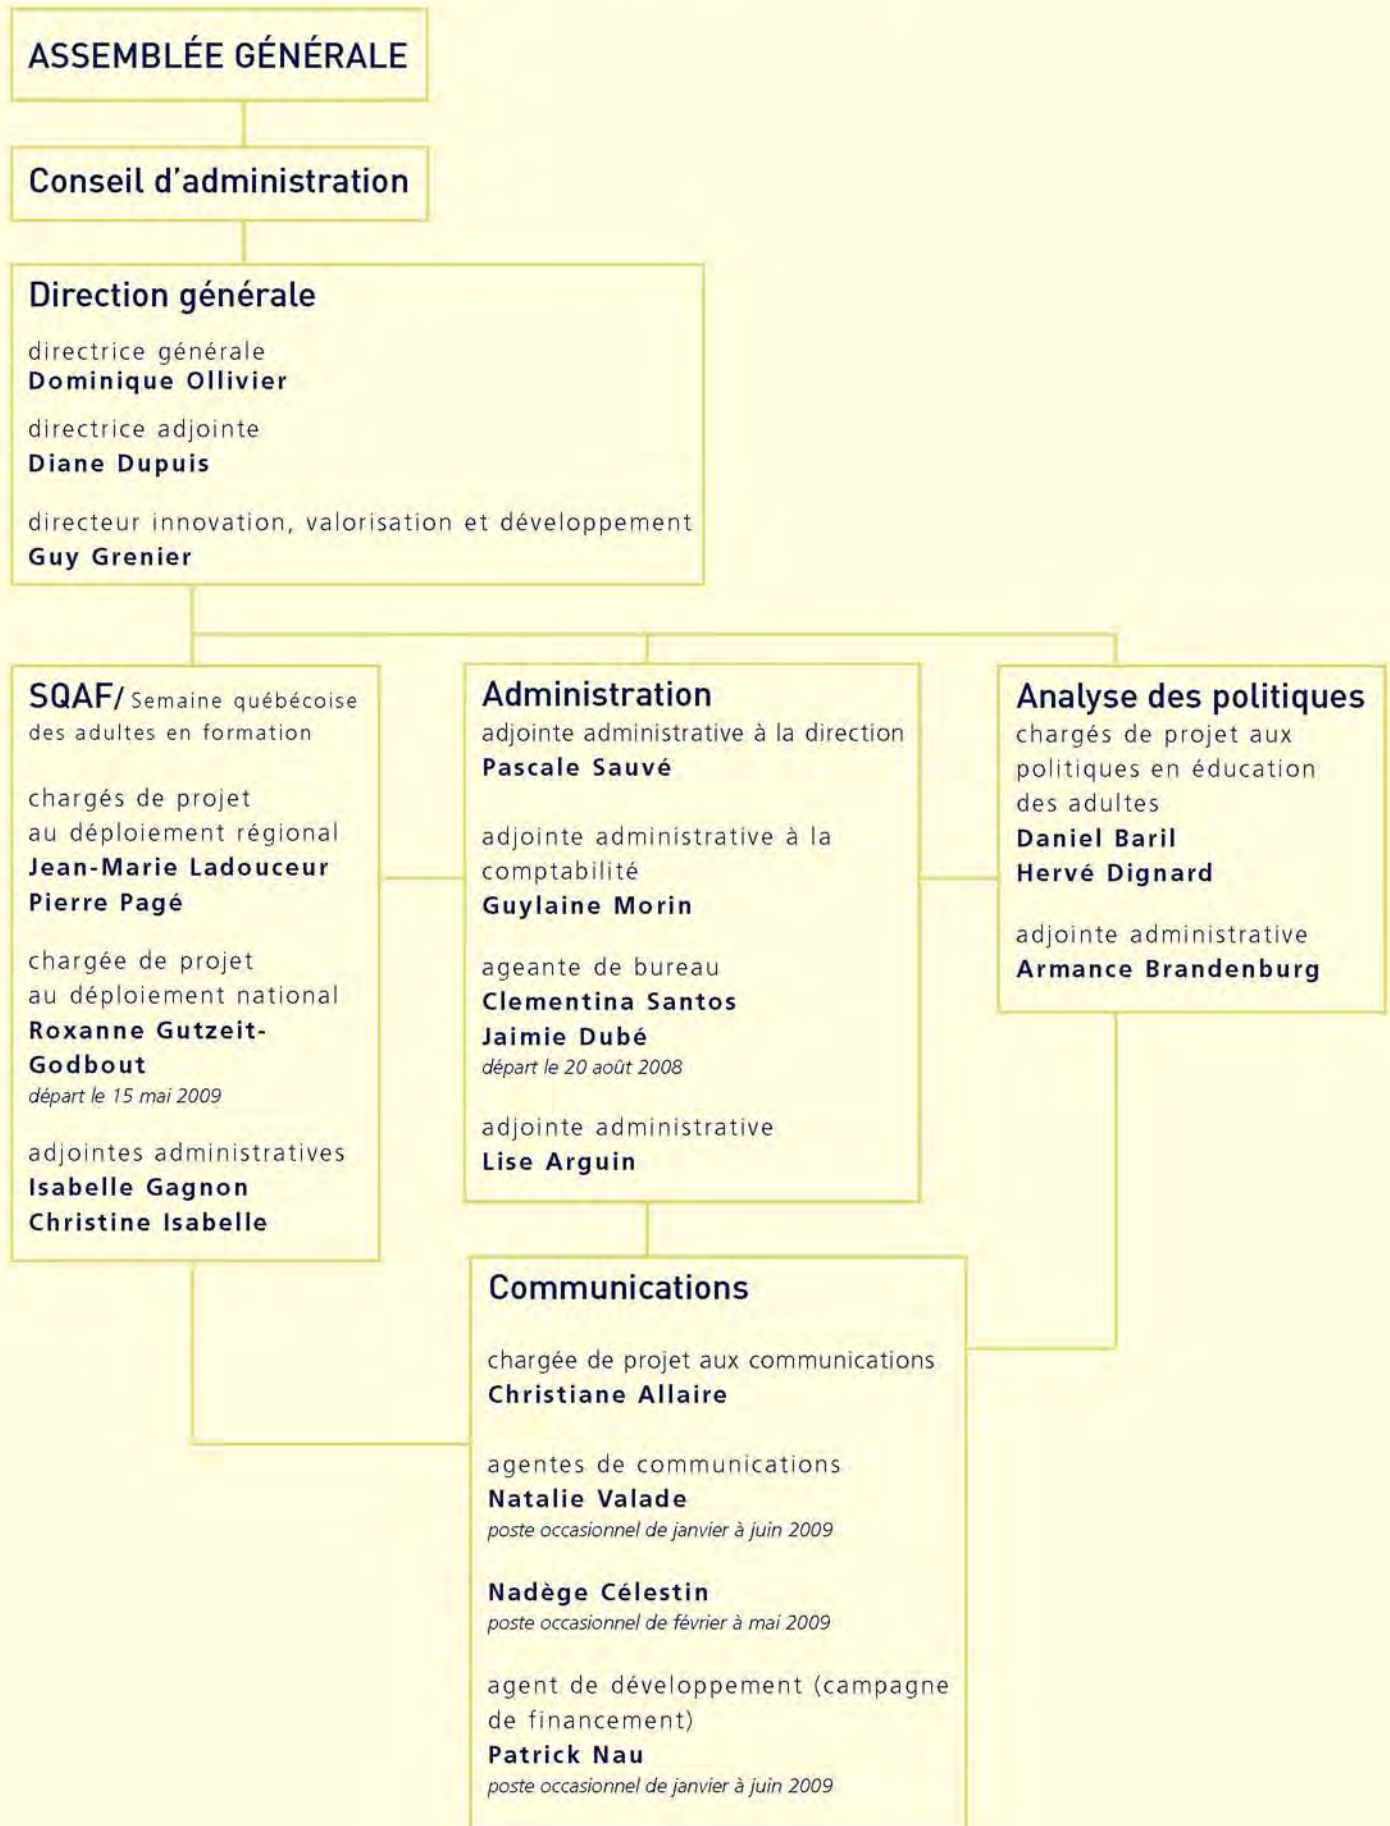 ASSEMBLÉE GÉNÉRALE
Conseil d'administration
Direction générale
directrice générale
Dominique Ollivier
directrice adjointe
Diane Dupuis
directeur innovation, valorisation et développement
Guy Grenier
SQAF/ Semaine québécoise
des adultes en formation
chargés de projet
au déploiement régional
Jean-Marie Ladouceur
Pierre Pagé
chargée de projet
au déploiement national
Roxanne Gutzeit-
Godbout
départ le 15 mai 2009
adjointes administratives
Isabelle Gagnon
Christine Isabelle
Administration
adjointe administrative à la direction
Pascale Sauvé
adjointe administrative à la
comptabilité
Guylaine Morin
ageante de bureau
Clementina Santos
Jaimie Dubé
départ le 20 août 2008
adjointe administrative
Lise Arguin
Analyse des politiques
chargés de projet aux
politiques en éducation
des adultes
Daniel Baril
Hervé Dignard
adjointe administrative
Armance Brandenburg
Communications
chargée de projet aux communications
Christiane Allaire
agentes de communications
Natalie Valade
poste occasionnel de janvier à juin 2009
Nadège Célestin
poste occasionnel de février à mai 2009
agent de développement (campagne
de financement)
Patrick Nau
poste occasionnel de janvier à juin 2009